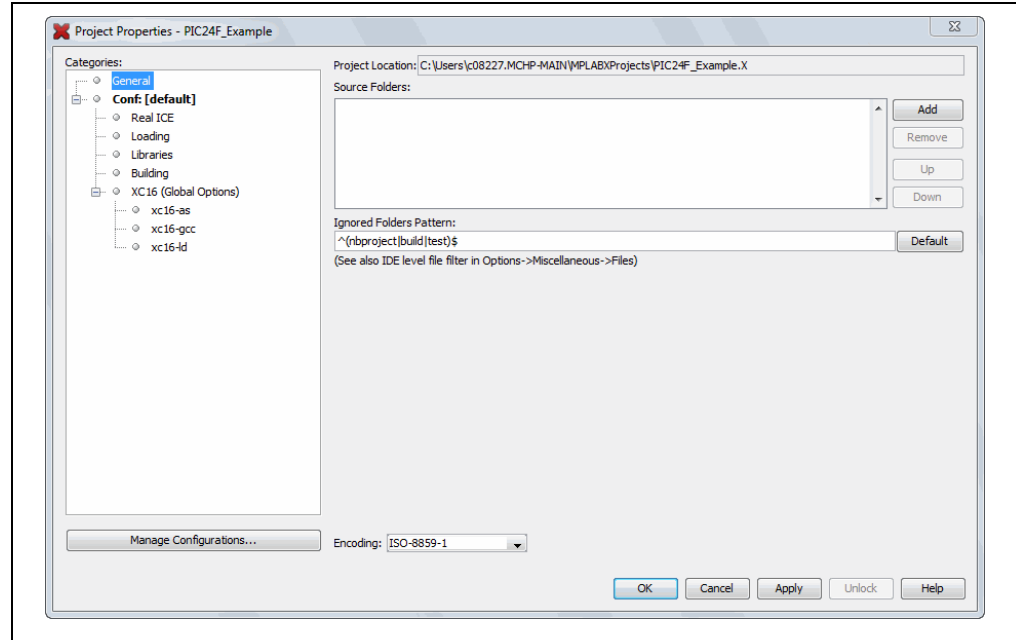 Project Properties - PIC24F_Example
Categories:
General
Conf: [default]
Real ICE
Loading
Libraries
Building
XC16 (Global Options)
xc16-as
xc16-gcc
xc16-ld
Manage Configurations...
Project Location: C:\Users\c08227.MCHP-MAIN\MPLABXProjects\PIC24F_Example.X
Source Folders:
Add
Remove
Up
Down
Ignored Folders Pattern:
^(nbproject|build|test)$ Default
(See also IDE level file filter in Options->Miscellaneous->Files)
Encoding: ISO-8859-1
OK Cancel Apply Unlock Help